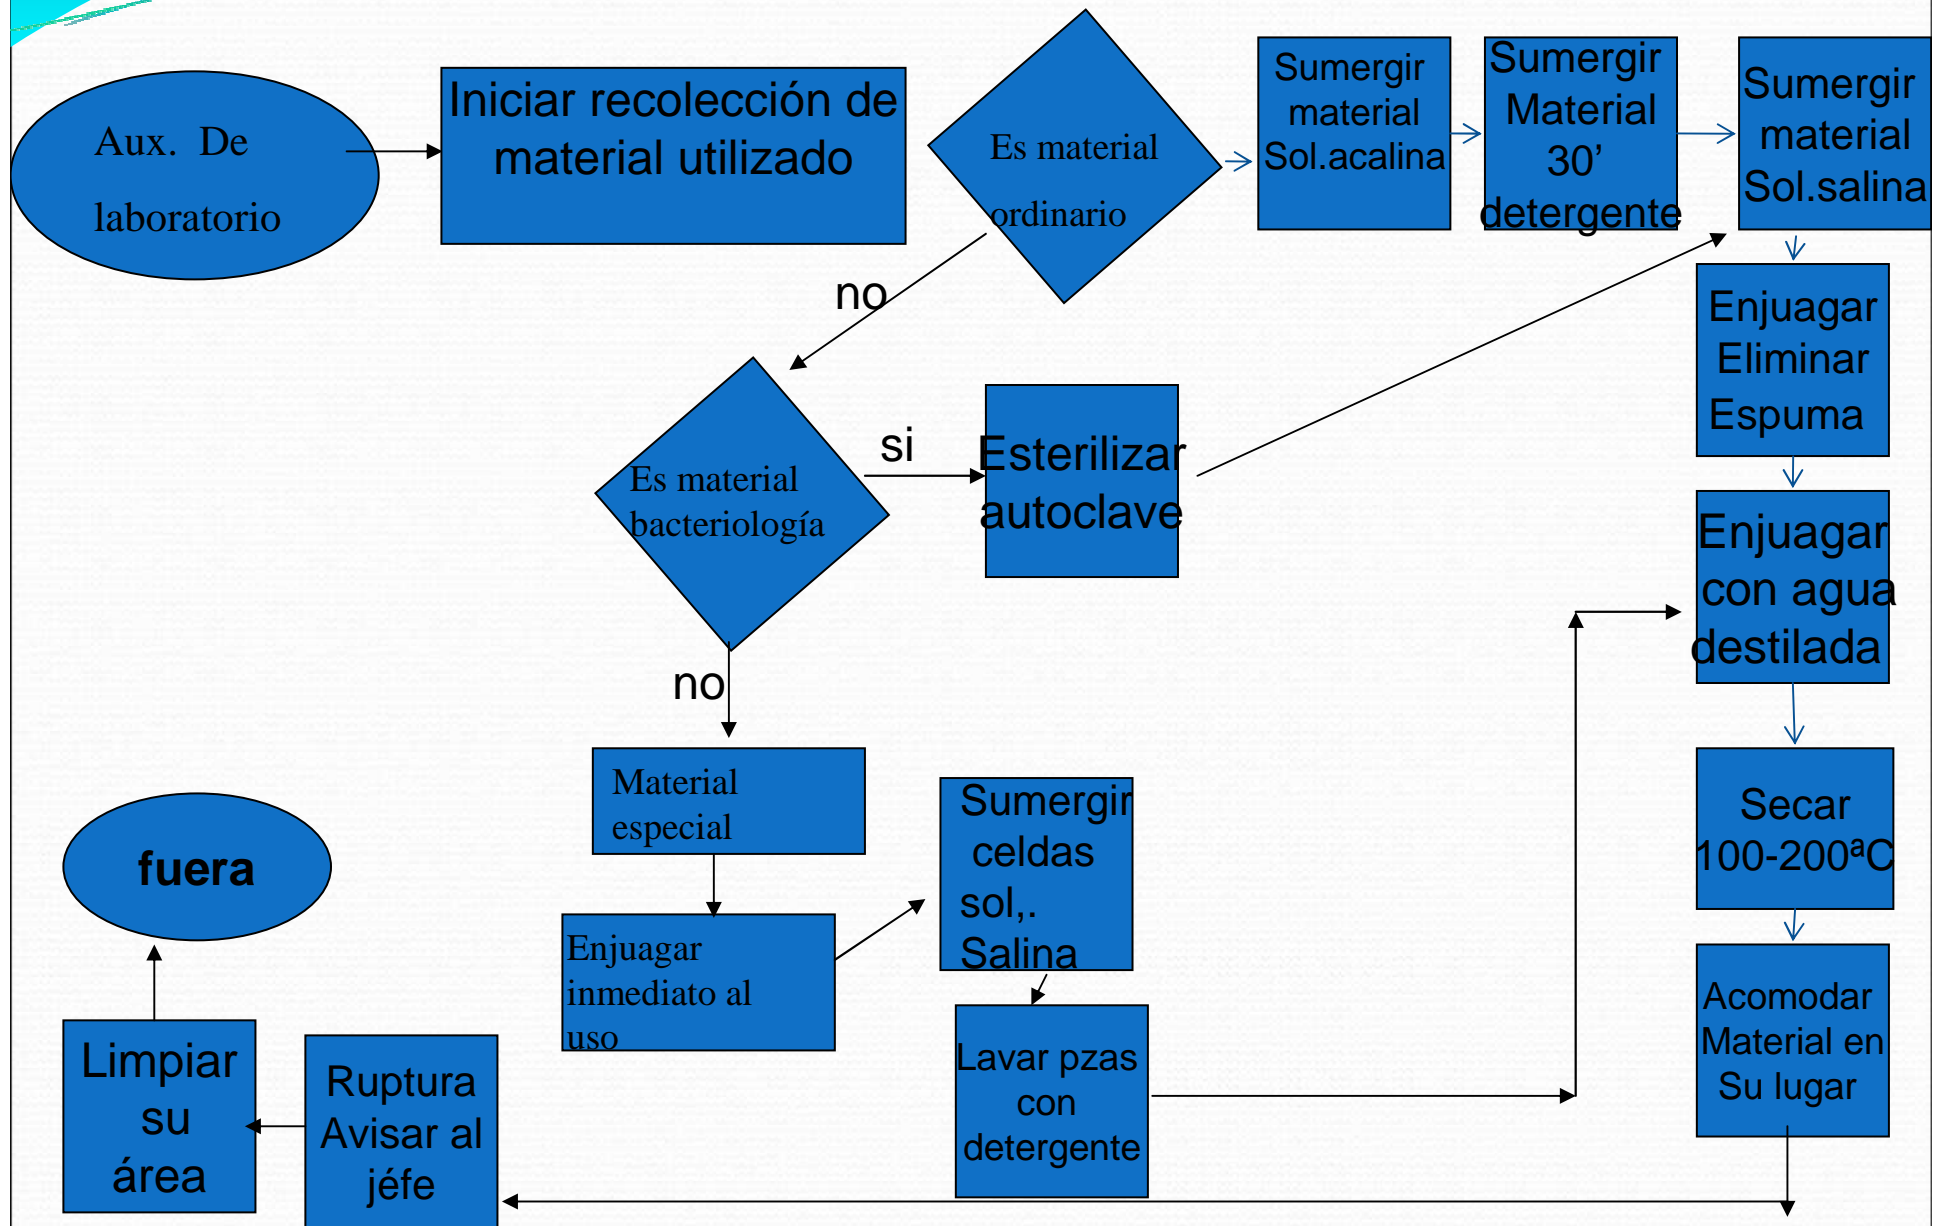 Aux. De
laboratorio
Iniciar recolección de
material utilizado
Es material
ordinario
Sumergir
material
Sol.acalina
Sumergir
Material
30’
detergente
Sumergir
material
Sol.salina
no
Enjuagar
Eliminar
Espuma
Es material
bacteriología
si
Esterilizar
autoclave
Enjuagar
con agua
destilada
no
Material
especial
Sumergir
celdas
sol,.
Salina
Secar
100-200ªC
fuera
Enjuagar
inmediato al
uso
Lavar pzas
con
detergente
Acomodar
Material en
Su lugar
Limpiar
su
área
Ruptura
Avisar al
jéfe